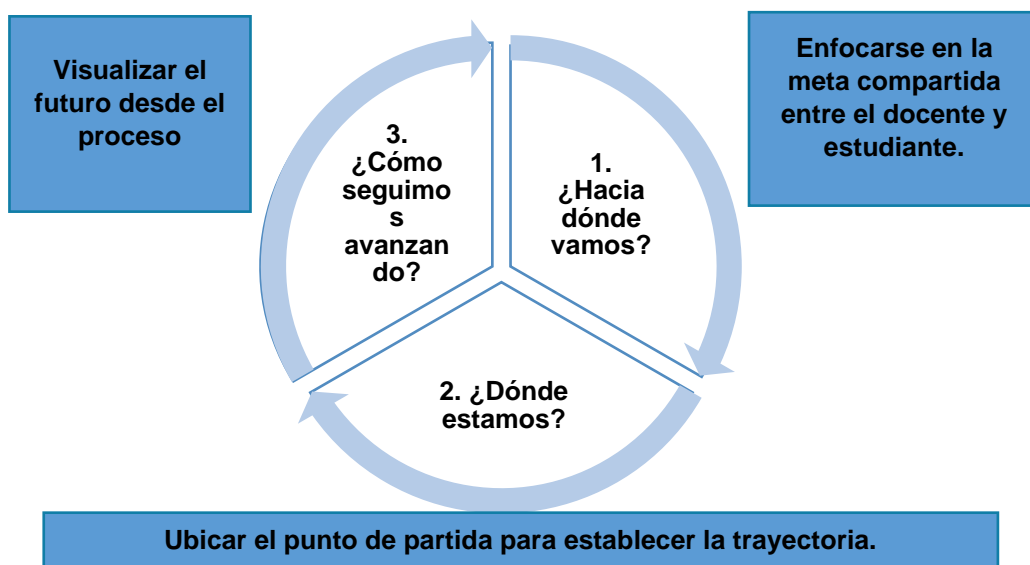 Visualizar el
futuro desde el
proceso
Enfocarse en la
meta compartida
entre el docente y
estudiante.
3.
¿Cómo
seguimo
s
avanzan
do?
1.
¿Hacia
dónde
vamos?
2. ¿Dónde
estamos?
Ubicar el punto de partida para establecer la trayectoria.